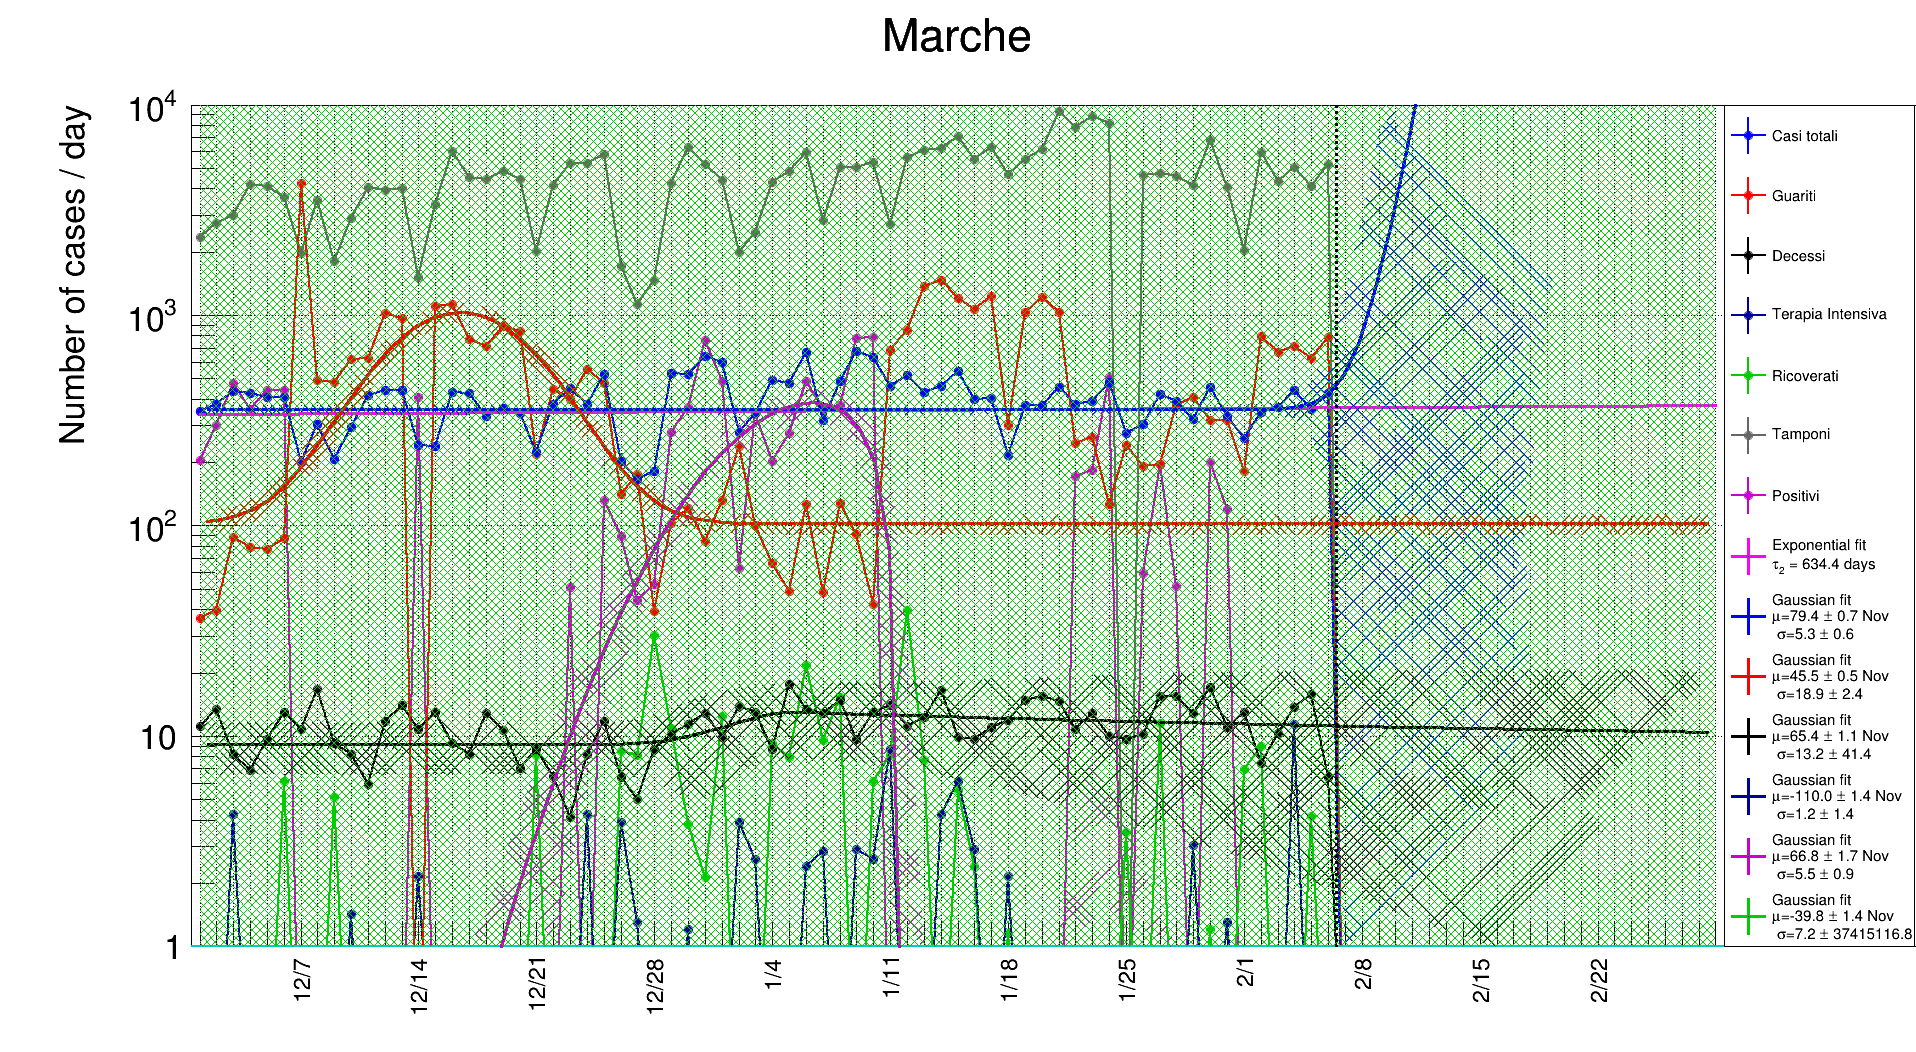 Marche
Number of cases / day
10^4
10^3
10^2
10
1
12/7
12/14
12/21
12/28
1/4
1/11
1/18
1/25
2/1
2/8
2/15
2/22
Casi totali
Guariti
Decessi
Terapia Intensiva
Ricoverati
Tamponi
Positivi
Exponential fit
τ₂ = 634.4 days
Gaussian fit
μ=79.4 ± 0.7 Nov
σ=5.3 ± 0.6
Gaussian fit
μ=45.5 ± 0.5 Nov
σ=18.9 ± 2.4
Gaussian fit
μ=65.4 ± 1.1 Nov
σ=13.2 ± 41.4
Gaussian fit
μ=-110.0 ± 1.4 Nov
σ=1.2 ± 1.4
Gaussian fit
μ=66.8 ± 1.7 Nov
σ=5.5 ± 0.9
Gaussian fit
μ=-39.8 ± 1.4 Nov
σ=7.2 ± 37415116.8